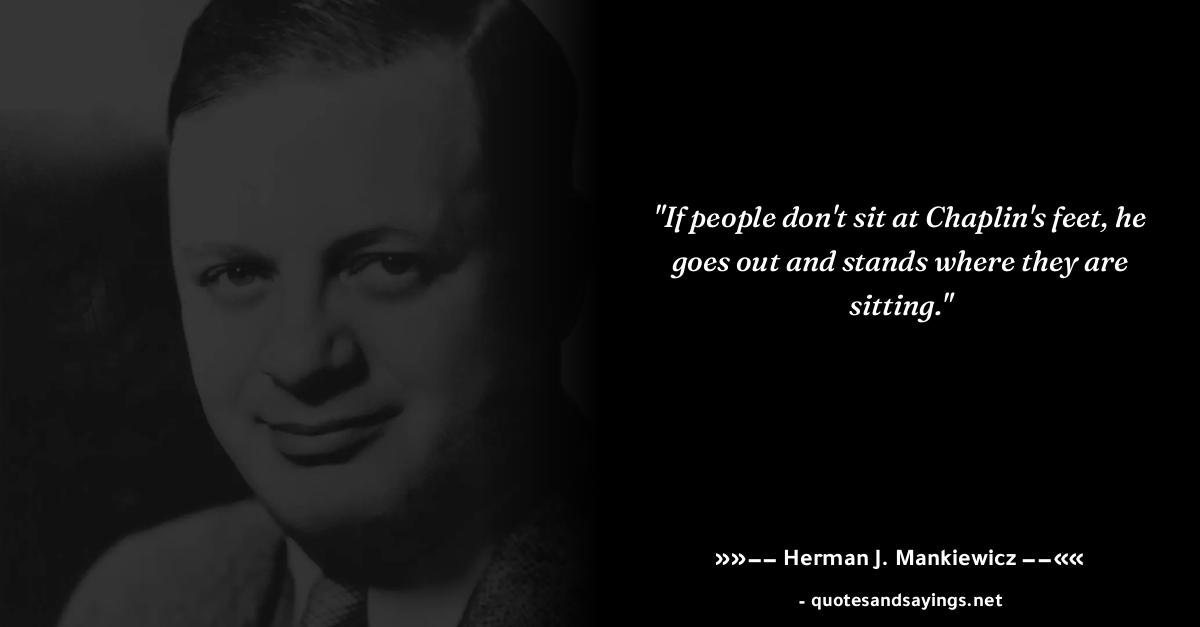 "If people don't sit at Chaplin's feet, he
goes out and stands where they are
sitting."
»»−− Herman J. Mankiewicz −−««
- quotesandsayings.net